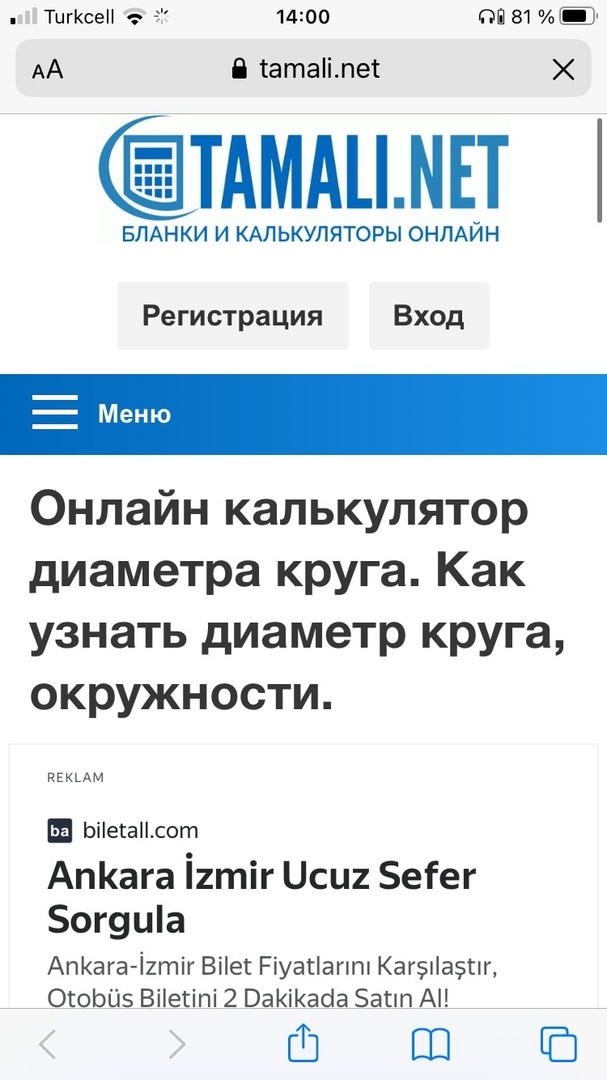 Turkcell 14:00 81 %
AA tamali.net
TAMALI.NET
БЛАНКИ И КАЛЬКУЛЯТОРЫ ОНЛАЙН
Регистрация Вход
Меню
Онлайн калькулятор
диаметра круга. Как
узнать диаметр круга,
окружности.
REKLAM
ba biletall.com
Ankara İzmir Ucuz Sefer
Sorgula
Ankara-İzmir Bilet Fiyatlarını Karşılaştır,
Otobüs Biletini 2 Dakikada Satın Al!